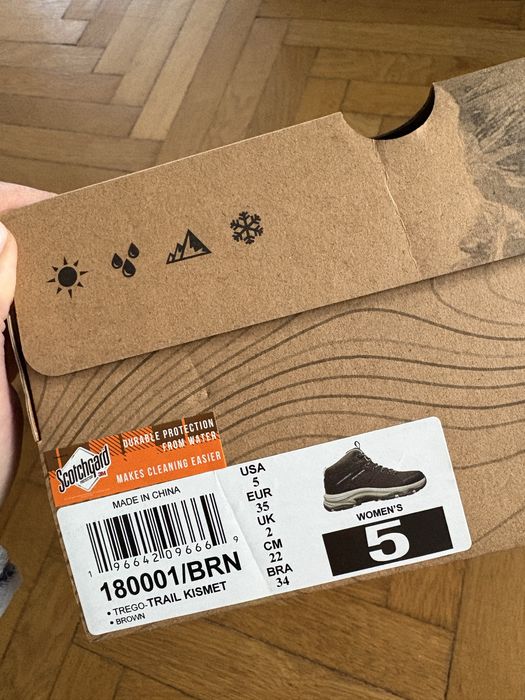 Scotchgard
PROTECTOR
3M
DURABLE PROTECTION
FROM WATER
MAKES CLEANING EASIER
MADE IN CHINA
1 96642 09666 9
180001/BRN
• TREGO-TRAIL KISMET
• BROWN
USA
5
EUR
35
UK
2
CM
22
BRA
34
WOMEN'S
5